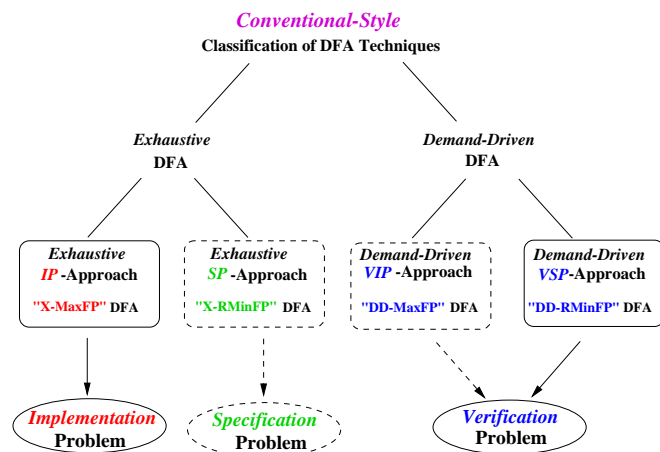 Conventional-Style
Classification of DFA Techniques
Exhaustive
DFA
Demand-Driven
DFA
Exhaustive
IP -Approach
"X-MaxFP" DFA
Exhaustive
SP -Approach
"X-RMinFP" DFA
Demand-Driven
VIP -Approach
"DD-MaxFP" DFA
Demand-Driven
VSP-Approach
"DD-RMinFP" DFA
Implementation
Problem
Specification
Problem
Verification
Problem